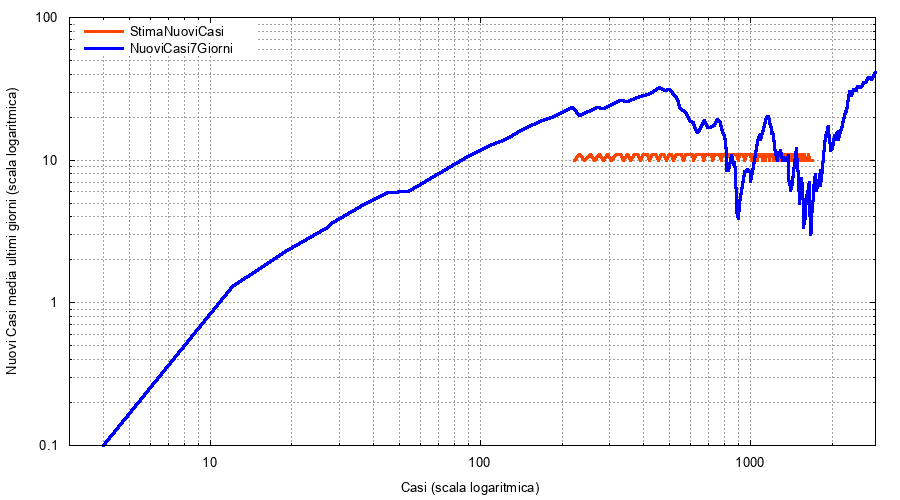 100
StimaNuoviCasi
NuoviCasi7Giorni
10
1
0.1
Nuovi Casi media ultimi giorni (scala logaritmica)
10 100 1000
Casi (scala logaritmica)